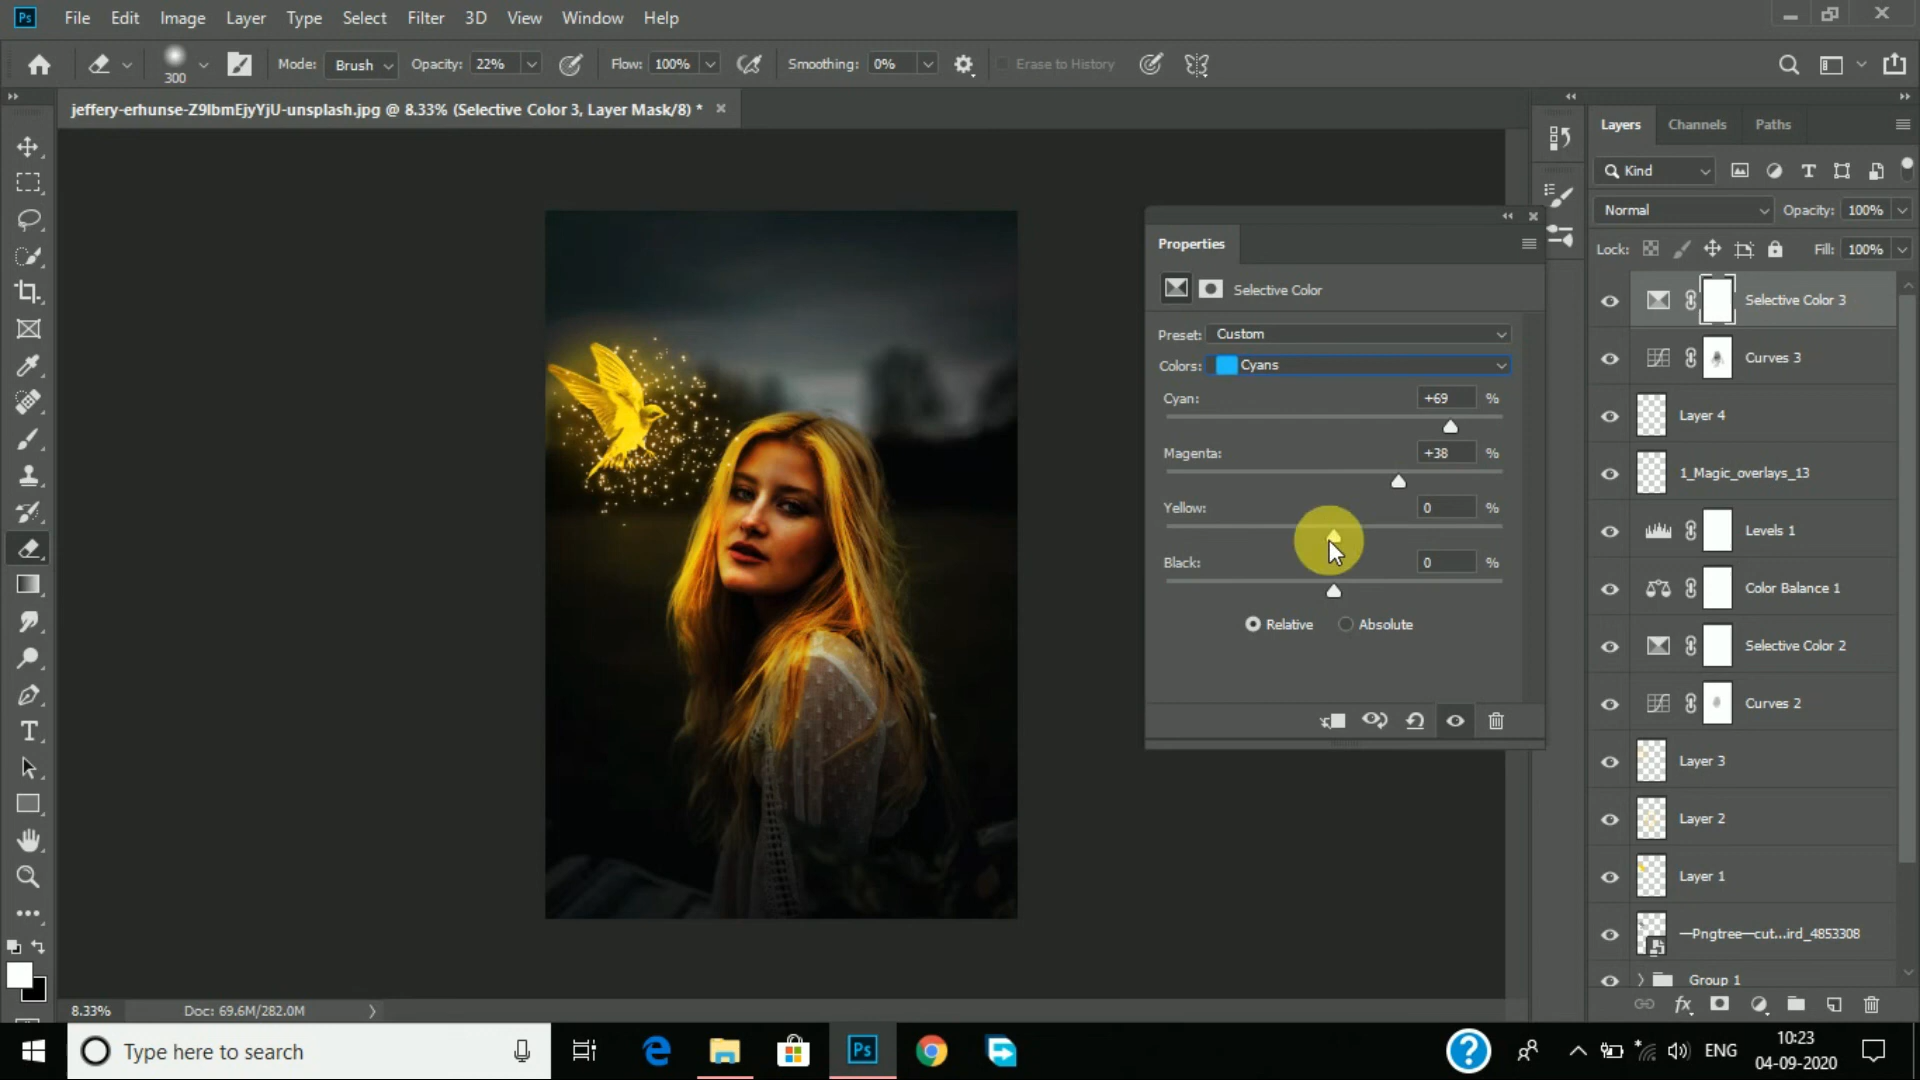 Ps File Edit Image Layer Type Select Filter 3D View Window Help
300 Mode: Brush Opacity: 22% Flow: 100% Smoothing: 0% Erase to History
jeffery-erhunse-Z9lbmEjyYjU-unsplash.jpg @ 8.33% (Selective Color 3, Layer Mask/8) *
Layers Channels Paths
Kind
Normal Opacity: 100%
Lock: Fill: 100%
Selective Color 3
Curves 3
Layer 4
1_Magic_overlays_13
Levels 1
Color Balance 1
Selective Color 2
Curves 2
Layer 3
Layer 2
Layer 1
—Pngtree—cut...ird_4853308
Group 1
Properties
Selective Color
Preset: Custom
Colors: Cyans
Cyan: +69 %
Magenta: +38 %
Yellow: 0 %
Black: 0 %
Relative Absolute
8.33% Doc: 69.6M/282.0M
Type here to search
Ps
ENG
10:23
04-09-2020